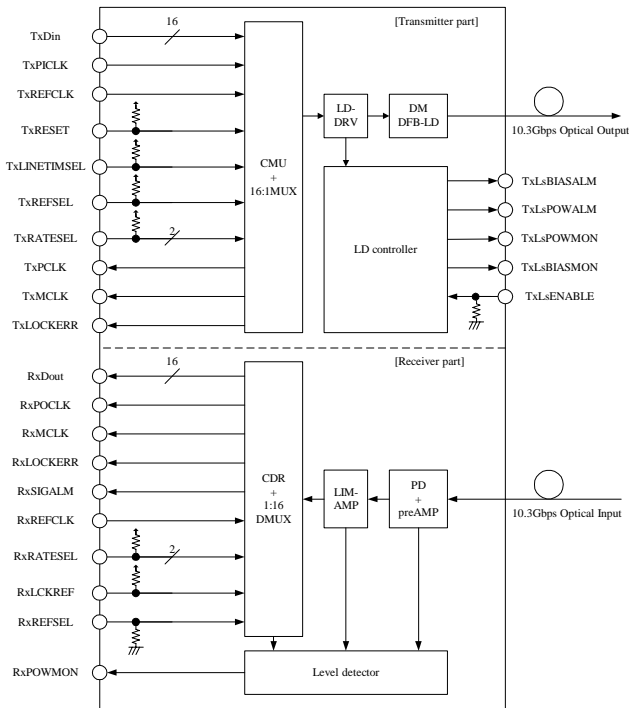 [Transmitter part]
TxDin
16
TxPICLK
TxREFCLK
TxRESET
TxLINETIMSEL
TxREFSEL
TxRATESEL
2
TxPCLK
TxMCLK
TxLOCKERR
CMU
+
16:1MUX
LD-
DRV
DM
DFB-LD
10.3Gbps Optical Output
LD controller
TxLsBIASALM
TxLsPOWALM
TxLsPOWMON
TxLsBIASMON
TxLsENABLE
[Receiver part]
RxDout
16
RxPOCLK
RxMCLK
RxLOCKERR
RxSIGALM
RxREFCLK
RxRATESEL
2
RxLCKREF
RxREFSEL
RxPOWMON
CDR
+
1:16
DMUX
LIM-
AMP
PD
+
preAMP
10.3Gbps Optical Input
Level detector